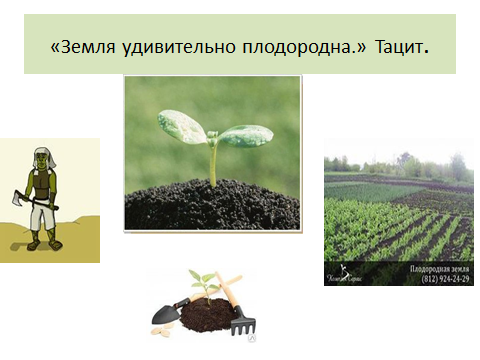 «Земля удивительно плодородна.» Тацит.
Плодородная земля
(812) 924-24-29